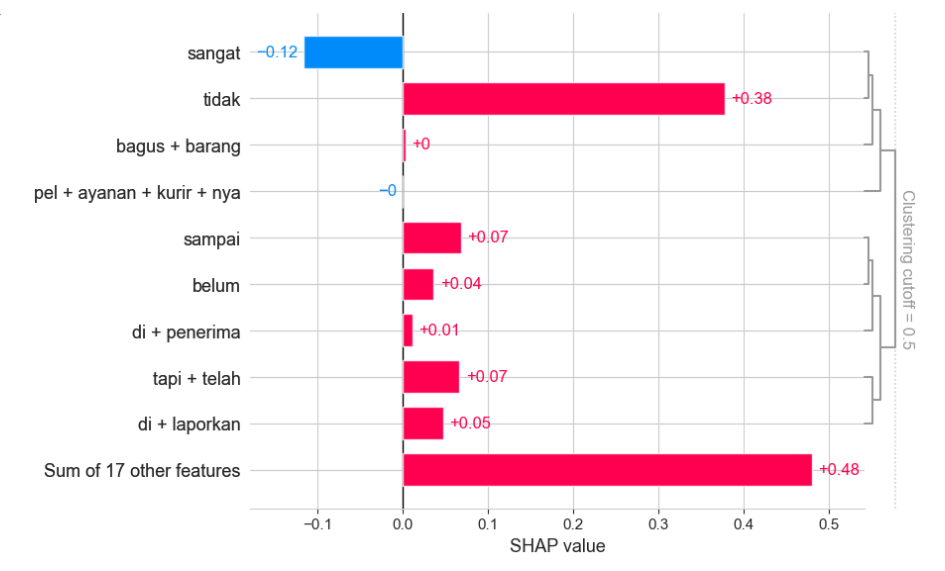 sangat −0.12
tidak +0.38
bagus + barang +0
pel + ayanan + kurir + nya −0
sampai +0.07
belum +0.04
di + penerima +0.01
tapi + telah +0.07
di + laporkan +0.05
Sum of 17 other features +0.48
−0.1 0.0 0.1 0.2 0.3 0.4 0.5
SHAP value
Clustering cutoff = 0.5